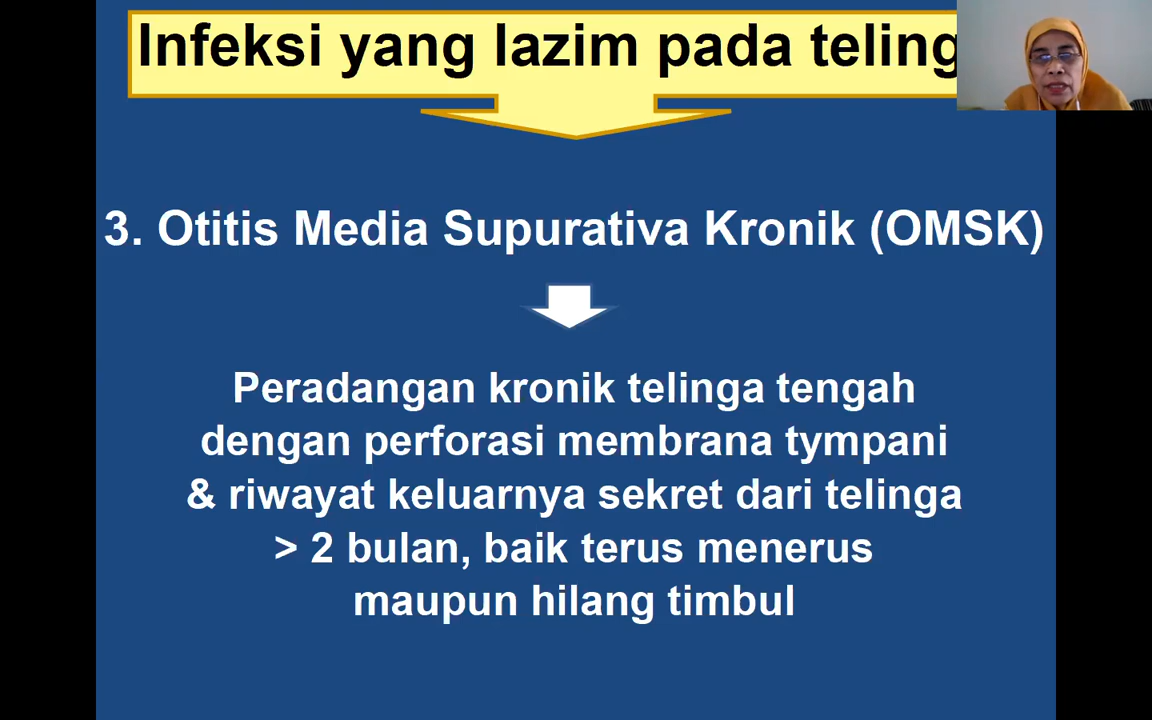 Infeksi yang lazim pada teling
3. Otitis Media Supurativa Kronik (OMSK)
Peradangan kronik telinga tengah
dengan perforasi membrana tympani
& riwayat keluarnya sekret dari telinga
> 2 bulan, baik terus menerus
maupun hilang timbul